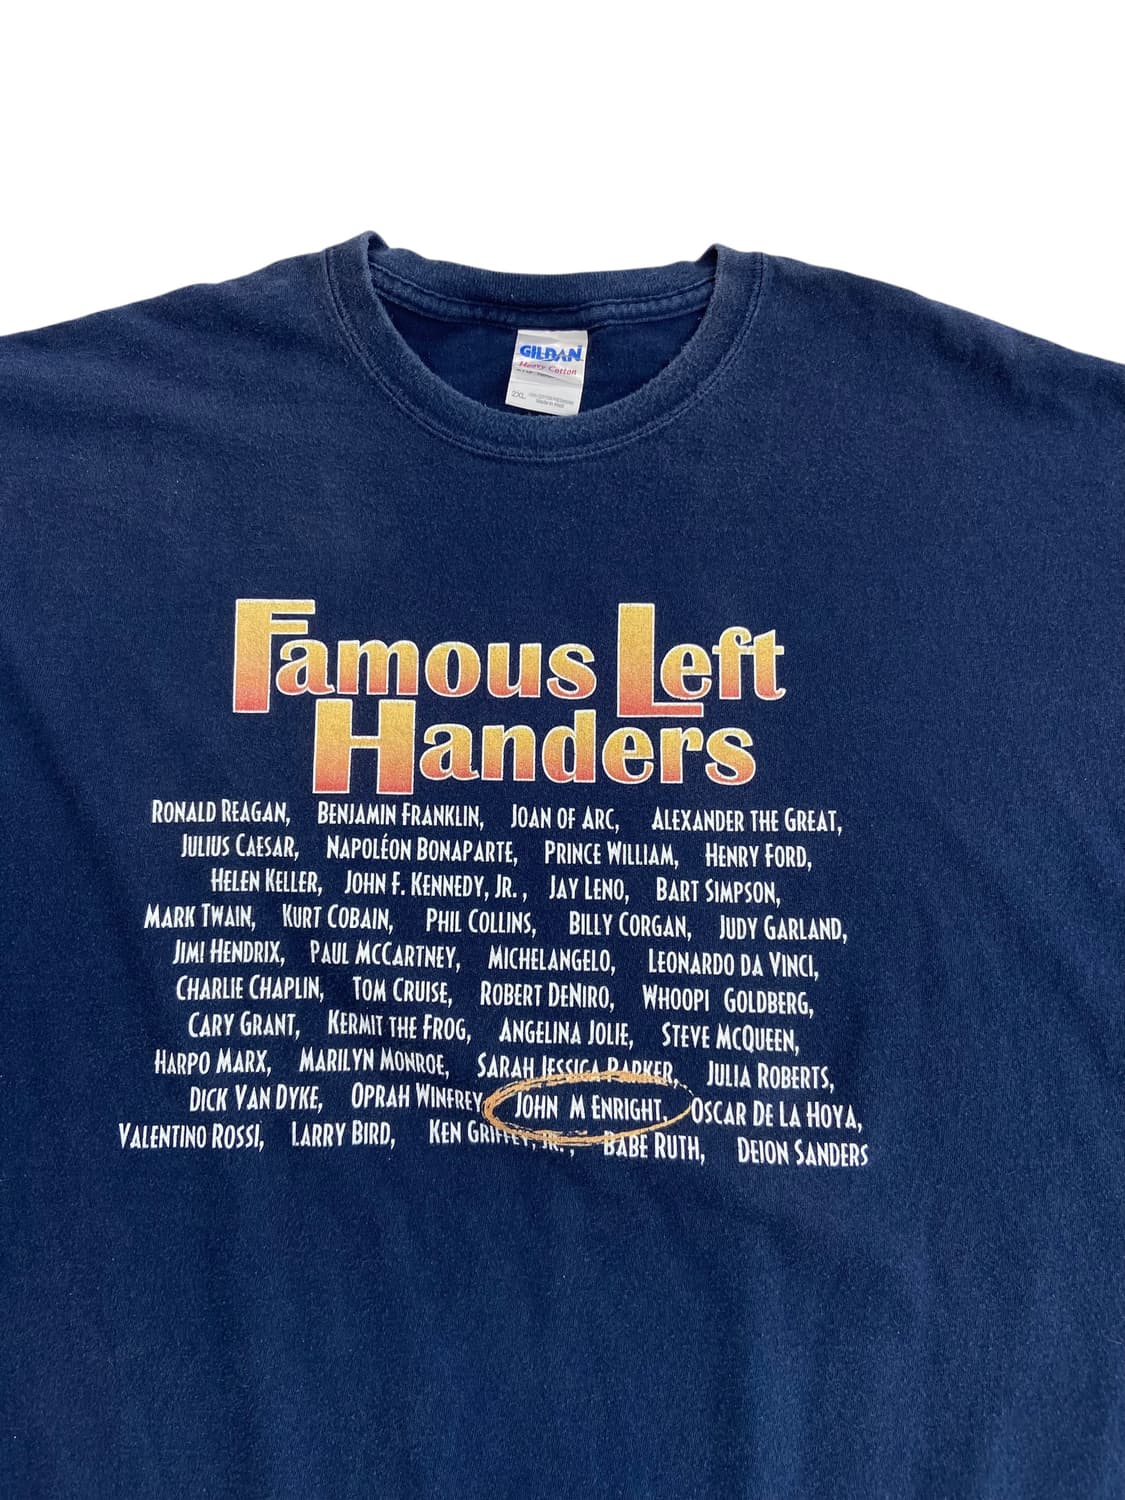 GILDAN
Heavy Cotton
2XL
Famous Left
Handers
RONALD REAGAN, BENJAMIN FRANKLIN, JOAN OF ARC, ALEXANDER THE GREAT,
JULIUS CAESAR, NAPOLÉON BONAPARTE, PRINCE WILLIAM, HENRY FORD,
HELEN KELLER, JOHN F. KENNEDY, JR. , JAY LENO, BART SIMPSON,
MARK TWAIN, KURT COBAIN, PHIL COLLINS, BILLY CORGAN, JUDY GARLAND,
JIMI HENDRIX, PAUL MCCARTNEY, MICHELANGELO, LEONARDO DA VINCI,
CHARLIE CHAPLIN, TOM CRUISE, ROBERT DENIRO, WHOOPI GOLDBERG,
CARY GRANT, KERMIT THE FROG, ANGELINA JOLIE, STEVE MCQUEEN,
HARPO MARX, MARILYN MONROE, SARAH JESSICA PARKER, JULIA ROBERTS,
DICK VAN DYKE, OPRAH WINFREY, JOHN M ENRIGHT, OSCAR DE LA HOYA,
VALENTINO ROSSI, LARRY BIRD, KEN GRIFFEY, JR. , BABE RUTH, DEION SANDERS